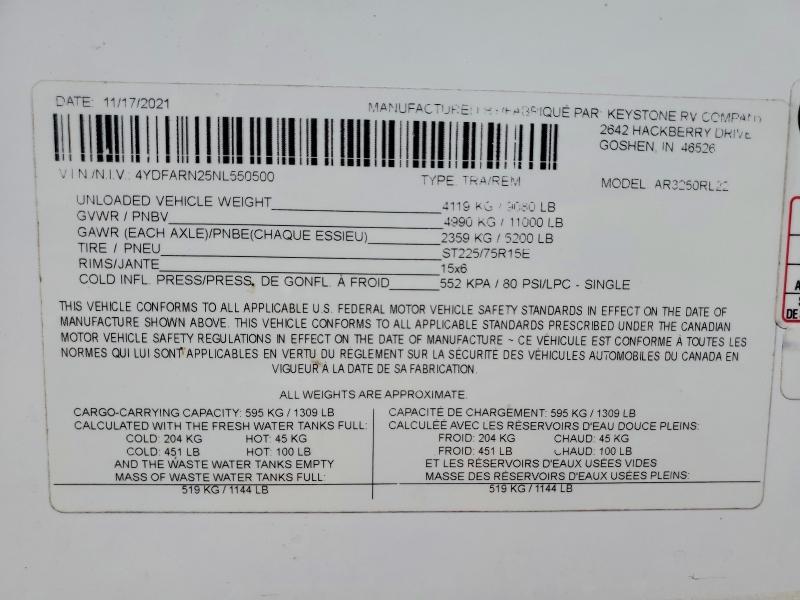 DATE: 11/17/2021
MANUFACTURED BY/FABRIQUÉ PAR: KEYSTONE RV COMPANY
2642 HACKBERRY DRIVE
GOSHEN, IN 46526
V.I.N./N.I.V.: 4YDFARN25NL550500
TYPE: TRA/REM
MODEL: AR3250RL22
UNLOADED VEHICLE WEIGHT 4119 KG / 9080 LB
GVWR / PNBV 4990 KG / 11000 LB
GAWR (EACH AXLE)/PNBE(CHAQUE ESSIEU) 2359 KG / 5200 LB
TIRE / PNEU ST225/75R15E
RIMS/JANTE 15x6
COLD INFL. PRESS/PRESS. DE GONFL. À FROID 552 KPA / 80 PSI/LPC - SINGLE
THIS VEHICLE CONFORMS TO ALL APPLICABLE U.S. FEDERAL MOTOR VEHICLE SAFETY STANDARDS IN EFFECT ON THE DATE OF
MANUFACTURE SHOWN ABOVE. THIS VEHICLE CONFORMS TO ALL APPLICABLE STANDARDS PRESCRIBED UNDER THE CANADIAN
MOTOR VEHICLE SAFETY REGULATIONS IN EFFECT ON THE DATE OF MANUFACTURE ~ CE VÉHICULE EST CONFORME À TOUTES LES
NORMES QUI LUI SONT APPLICABLES EN VERTU DU RÈGLEMENT SUR LA SÉCURITÉ DES VÉHICULES AUTOMOBILES DU CANADA EN
VIGUEUR À LA DATE DE SA FABRICATION.
ALL WEIGHTS ARE APPROXIMATE.
CARGO-CARRYING CAPACITY: 595 KG / 1309 LB
CALCULATED WITH THE FRESH WATER TANKS FULL:
COLD: 204 KG HOT: 45 KG
COLD: 451 LB HOT: 100 LB
AND THE WASTE WATER TANKS EMPTY
MASS OF WASTE WATER TANKS FULL:
519 KG / 1144 LB
CAPACITÉ DE CHARGEMENT: 595 KG / 1309 LB
CALCULÉE AVEC LES RÉSERVOIRS D'EAU DOUCE PLEINS:
FROID: 204 KG CHAUD: 45 KG
FROID: 451 LB CHAUD: 100 LB
ET LES RÉSERVOIRS D'EAUX USÉES VIDES
MASSE DES RÉSERVOIRS D'EAUX USÉES PLEINS:
519 KG / 1144 LB